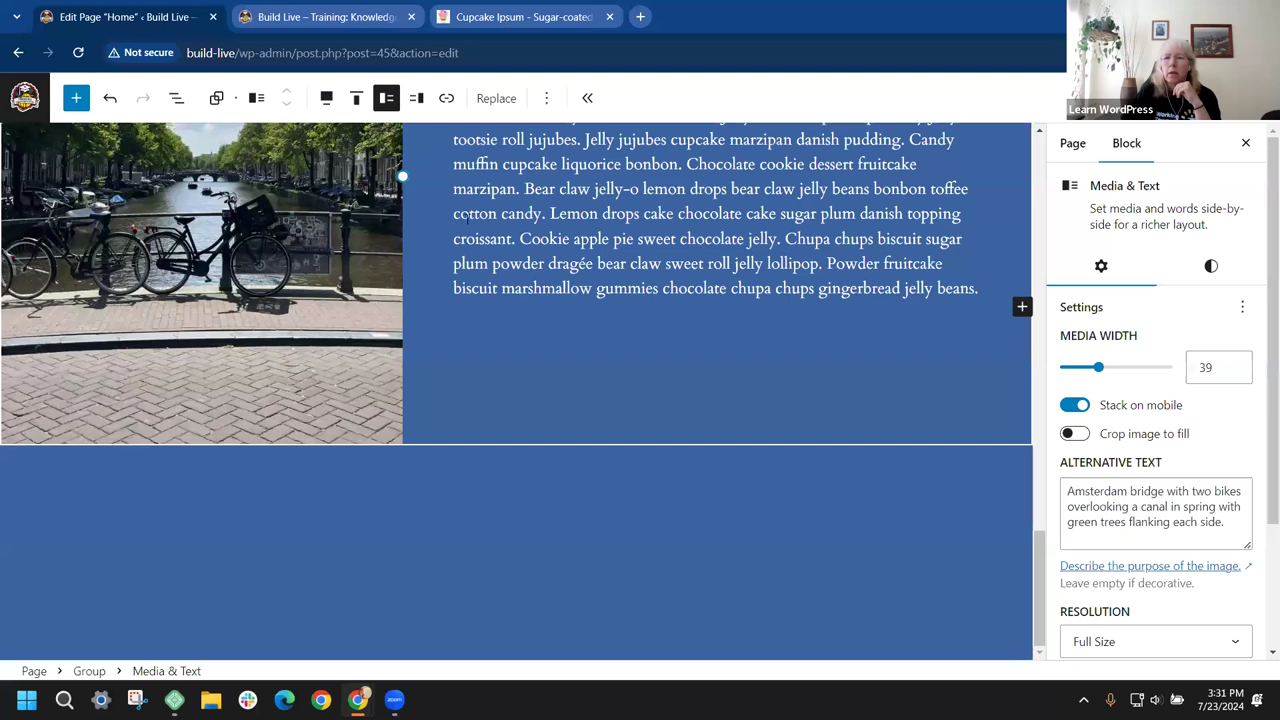 Edit Page “Home” ‹ Build Live —
Build Live – Training: Knowledg
Cupcake Ipsum - Sugar-coated
Not secure
build-live/wp-admin/post.php?post=45&action=edit
Learn WordPress
Replace
Page
Block
tootsie roll jujubes. Jelly jujubes cupcake marzipan danish pudding. Candy
muffin cupcake liquorice bonbon. Chocolate cookie dessert fruitcake
marzipan. Bear claw jelly-o lemon drops bear claw jelly beans bonbon toffee
cotton candy. Lemon drops cake chocolate cake sugar plum danish topping
croissant. Cookie apple pie sweet chocolate jelly. Chupa chups biscuit sugar
plum powder dragée bear claw sweet roll jelly lollipop. Powder fruitcake
biscuit marshmallow gummies chocolate chupa chups gingerbread jelly beans.
Media & Text
Set media and words side-by-
side for a richer layout.
Settings
MEDIA WIDTH
39
Stack on mobile
Crop image to fill
ALTERNATIVE TEXT
Amsterdam bridge with two bikes
overlooking a canal in spring with
green trees flanking each side.
Describe the purpose of the image. ↗
Leave empty if decorative.
RESOLUTION
Full Size
Page
Group
Media & Text
zoom
3:31 PM
7/23/2024